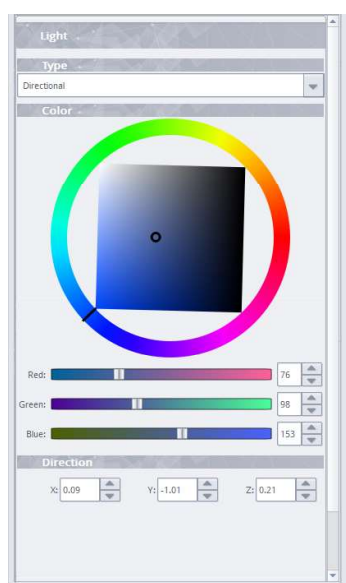 Light
Type
Directional
Color
Red: 76
Green: 98
Blue: 153
Direction
X: 0.09 Y: -1.01 Z: 0.21